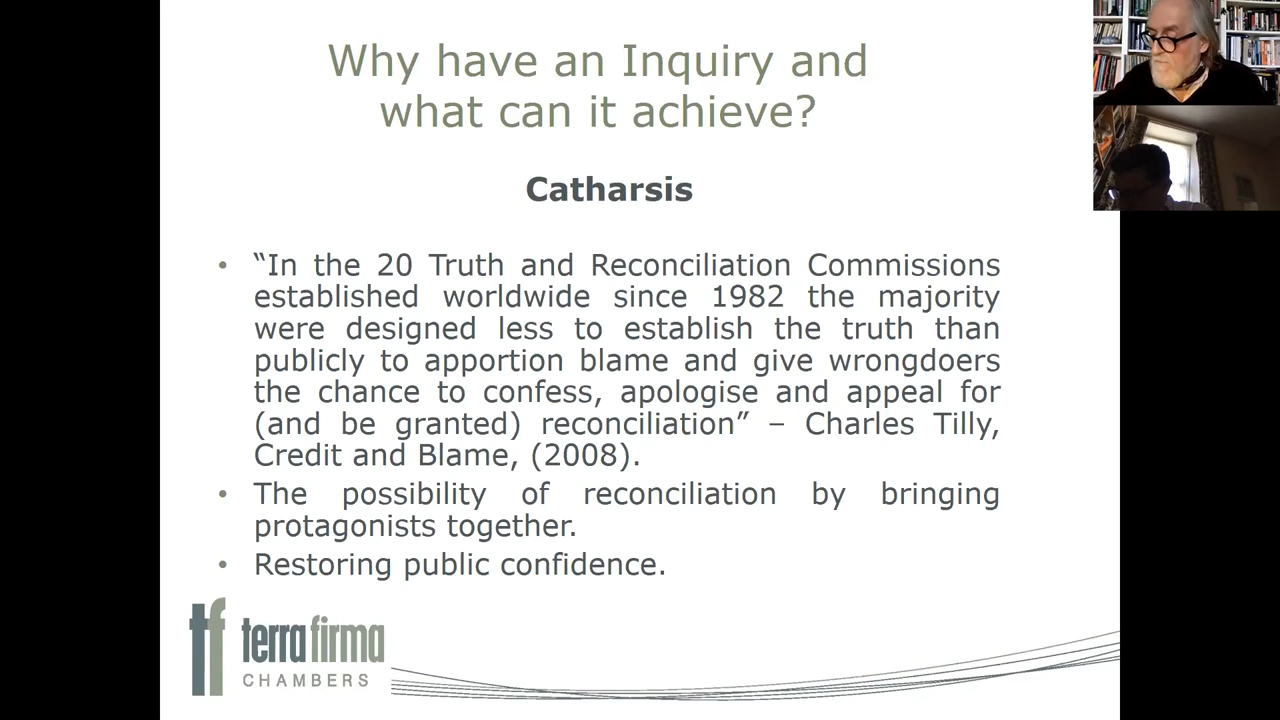 Why have an Inquiry and
what can it achieve?
Catharsis
• “In the 20 Truth and Reconciliation Commissions
established worldwide since 1982 the majority
were designed less to establish the truth than
publicly to apportion blame and give wrongdoers
the chance to confess, apologise and appeal for
(and be granted) reconciliation” – Charles Tilly,
Credit and Blame, (2008).
• The possibility of reconciliation by bringing
protagonists together.
• Restoring public confidence.
tf terra firma
CHAMBERS